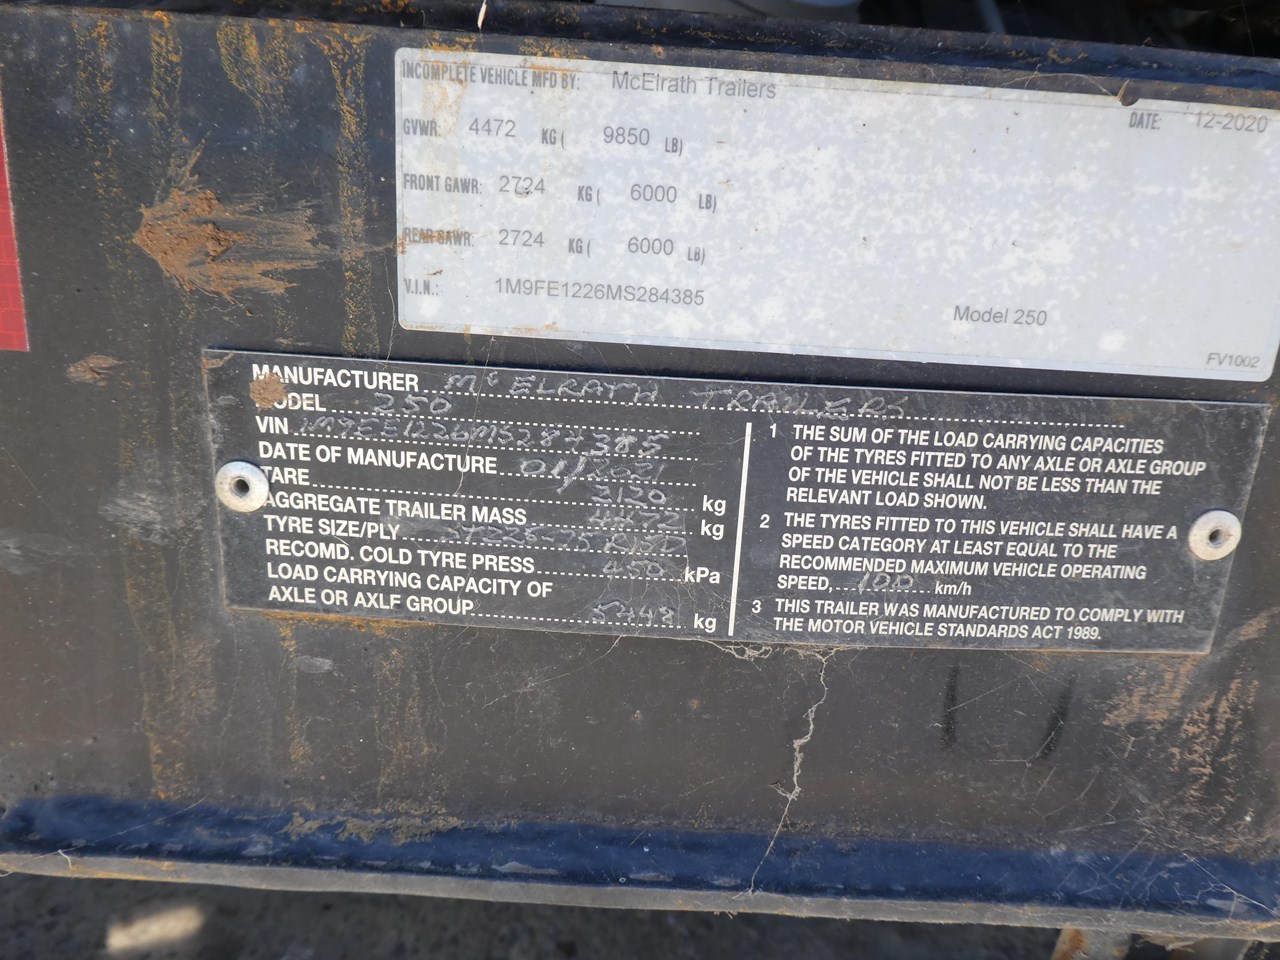 INCOMPLETE VEHICLE MFD BY: McElrath Trailers
DATE: 12-2020
GVWR: 4472 KG ( 9850 LB)
FRONT GAWR: 2724 KG ( 6000 LB)
REAR GAWR: 2724 KG ( 6000 LB)
V.I.N.: 1M9FE1226MS284385
Model 250
FV1002
MANUFACTURER McELRATH TRAILERS
MODEL 250
VIN 1M9FE1226MS284385
DATE OF MANUFACTURE 01/2021
TARE 2120 kg
AGGREGATE TRAILER MASS 4472 kg
TYRE SIZE/PLY
RECOMD. COLD TYRE PRESS 450 kPa
LOAD CARRYING CAPACITY OF
AXLE OR AXLE GROUP 5448 kg
1 THE SUM OF THE LOAD CARRYING CAPACITIES
OF THE TYRES FITTED TO ANY AXLE OR AXLE GROUP
OF THE VEHICLE SHALL NOT BE LESS THAN THE
RELEVANT LOAD SHOWN.
2 THE TYRES FITTED TO THIS VEHICLE SHALL HAVE A
SPEED CATEGORY AT LEAST EQUAL TO THE
RECOMMENDED MAXIMUM VEHICLE OPERATING
SPEED, 100 km/h
3 THIS TRAILER WAS MANUFACTURED TO COMPLY WITH
THE MOTOR VEHICLE STANDARDS ACT 1989.